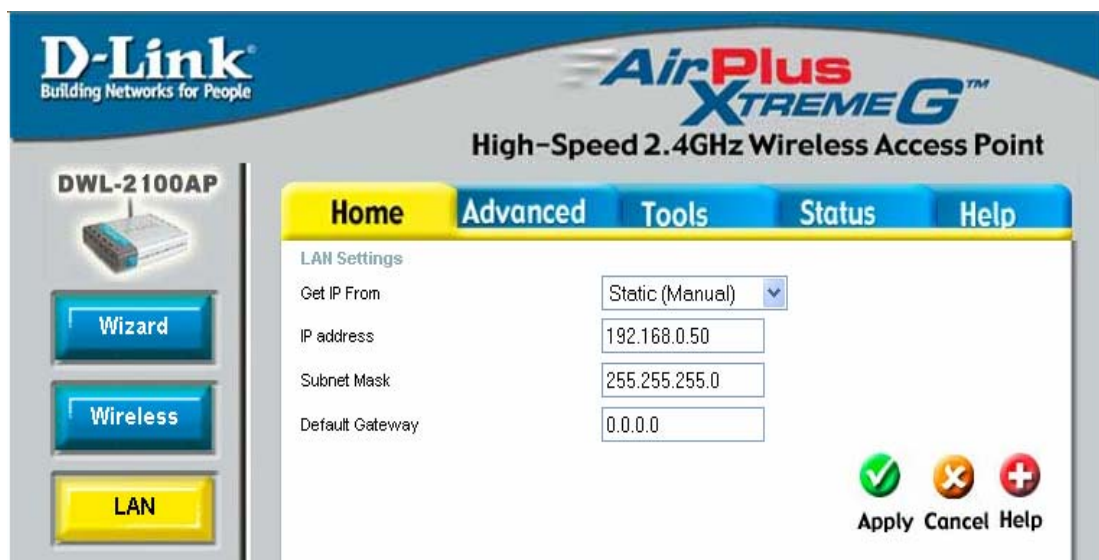 D-Link
Building Networks for People
AirPlus
XTREME G™
High-Speed 2.4GHz Wireless Access Point
DWL-2100AP
Home Advanced Tools Status Help
LAN Settings
Get IP From Static (Manual)
IP address 192.168.0.50
Subnet Mask 255.255.255.0
Default Gateway 0.0.0.0
Wizard
Wireless
LAN
Apply Cancel Help